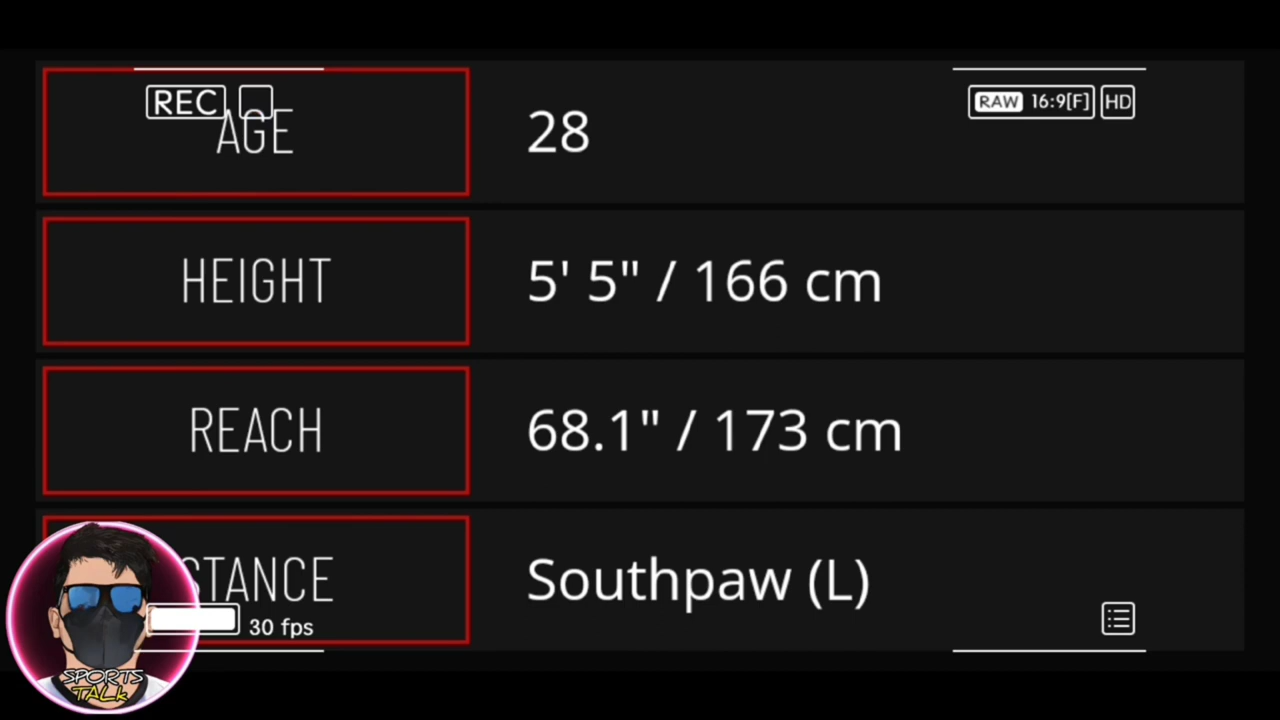 REC
RAW 16:9[F] HD
AGE 28
HEIGHT 5' 5" / 166 cm
REACH 68.1" / 173 cm
STANCE Southpaw (L)
30 fps
SPORTS
TALK